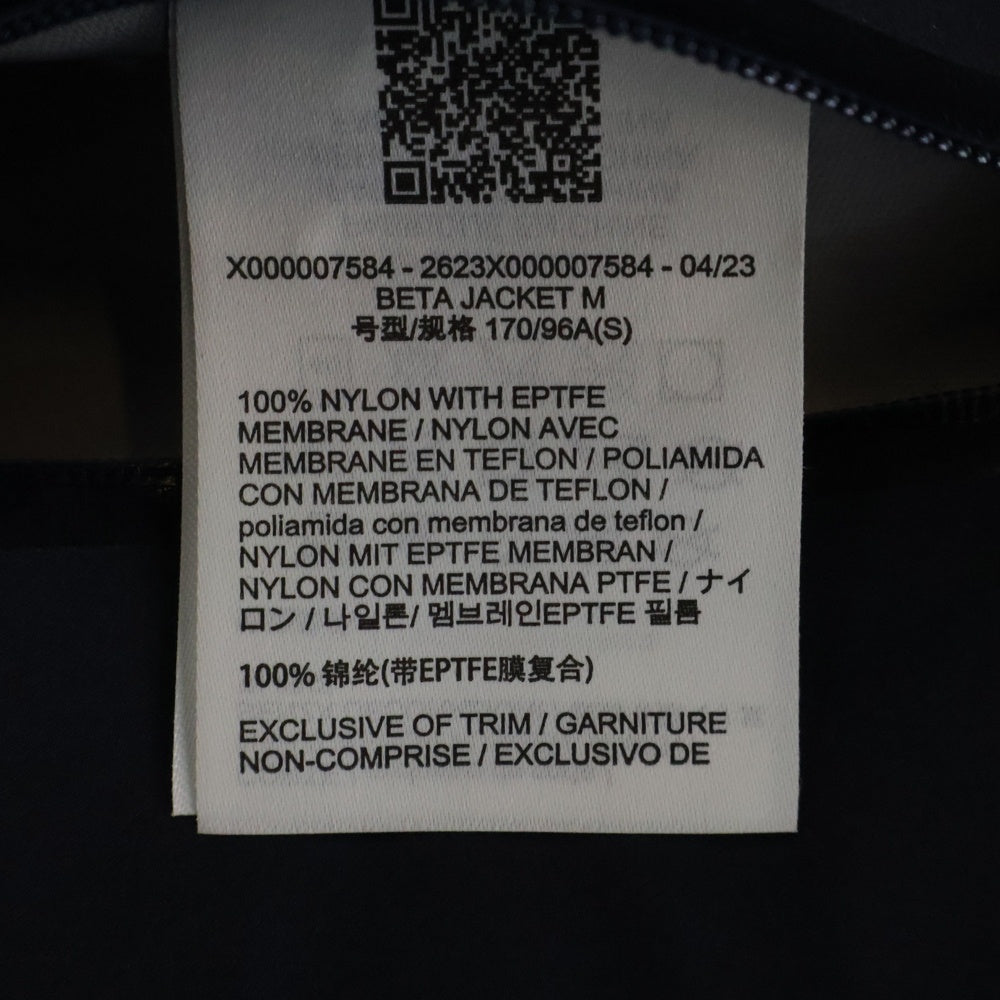 X000007584 - 2623X000007584 - 04/23
BETA JACKET M
号型/规格 170/96A(S)
100% NYLON WITH EPTFE
MEMBRANE / NYLON AVEC
MEMBRANE EN TEFLON / POLIAMIDA
CON MEMBRANA DE TEFLON /
poliamida con membrana de teflon /
NYLON MIT EPTFE MEMBRAN /
NYLON CON MEMBRANA PTFE / ナイ
ロン / 나일론/ 멤브레인EPTFE 필름
100% 锦纶(带EPTFE膜复合)
EXCLUSIVE OF TRIM / GARNITURE
NON-COMPRISE / EXCLUSIVO DE